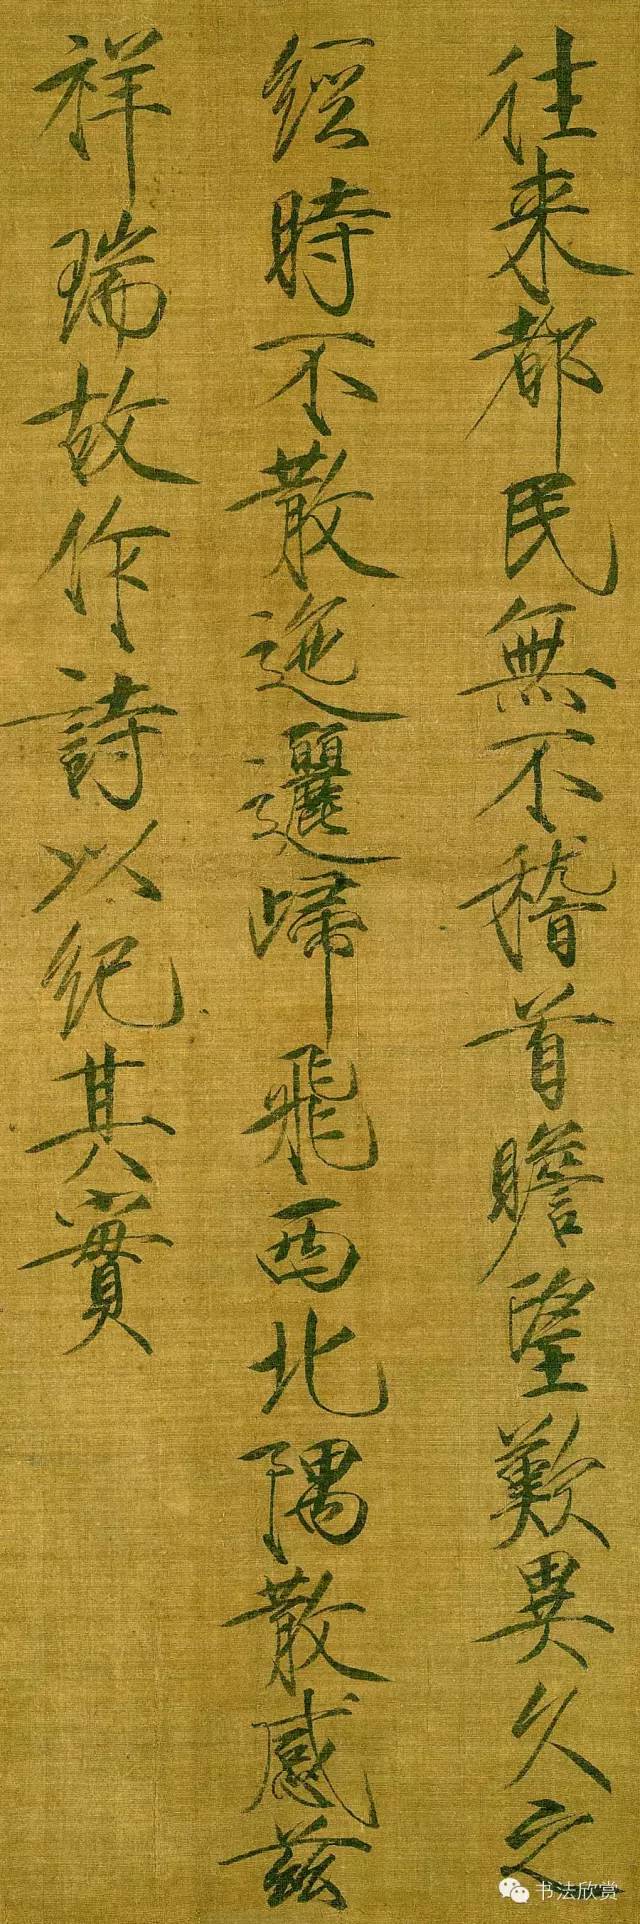 往来都民無不稽首瞻望歎異久之
經時不散迤邐歸飛西北隅散感茲
祥瑞故作詩以紀其實
书法欣赏